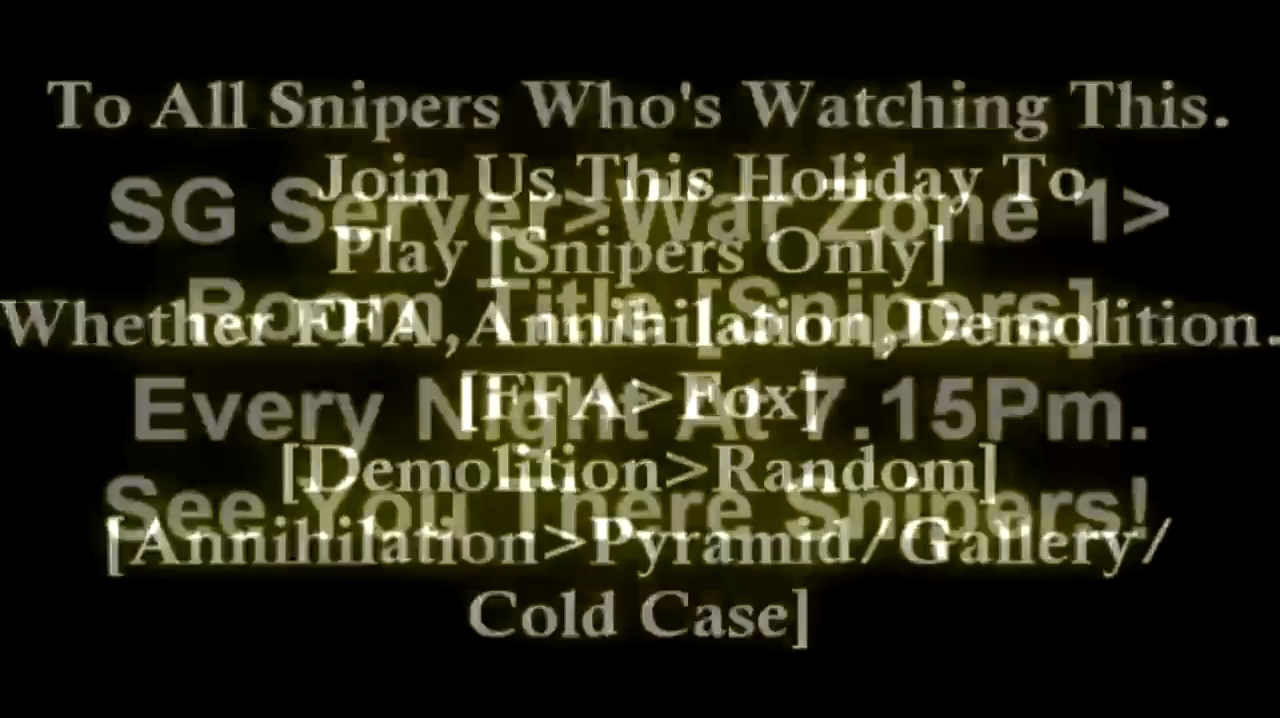 To All Snipers Who's Watching This.
Join Us This Holiday To
Play [Snipers Only]
Whether FFA,Annihilation,Demolition.
[FFA>Fox]
[Demolition>Random]
[Annihilation>Pyramid/Gallery/
Cold Case]
SG Server>War Zone 1>
Room Title [Snipers]
Every Night At 7.15Pm.
See You There Snipers!